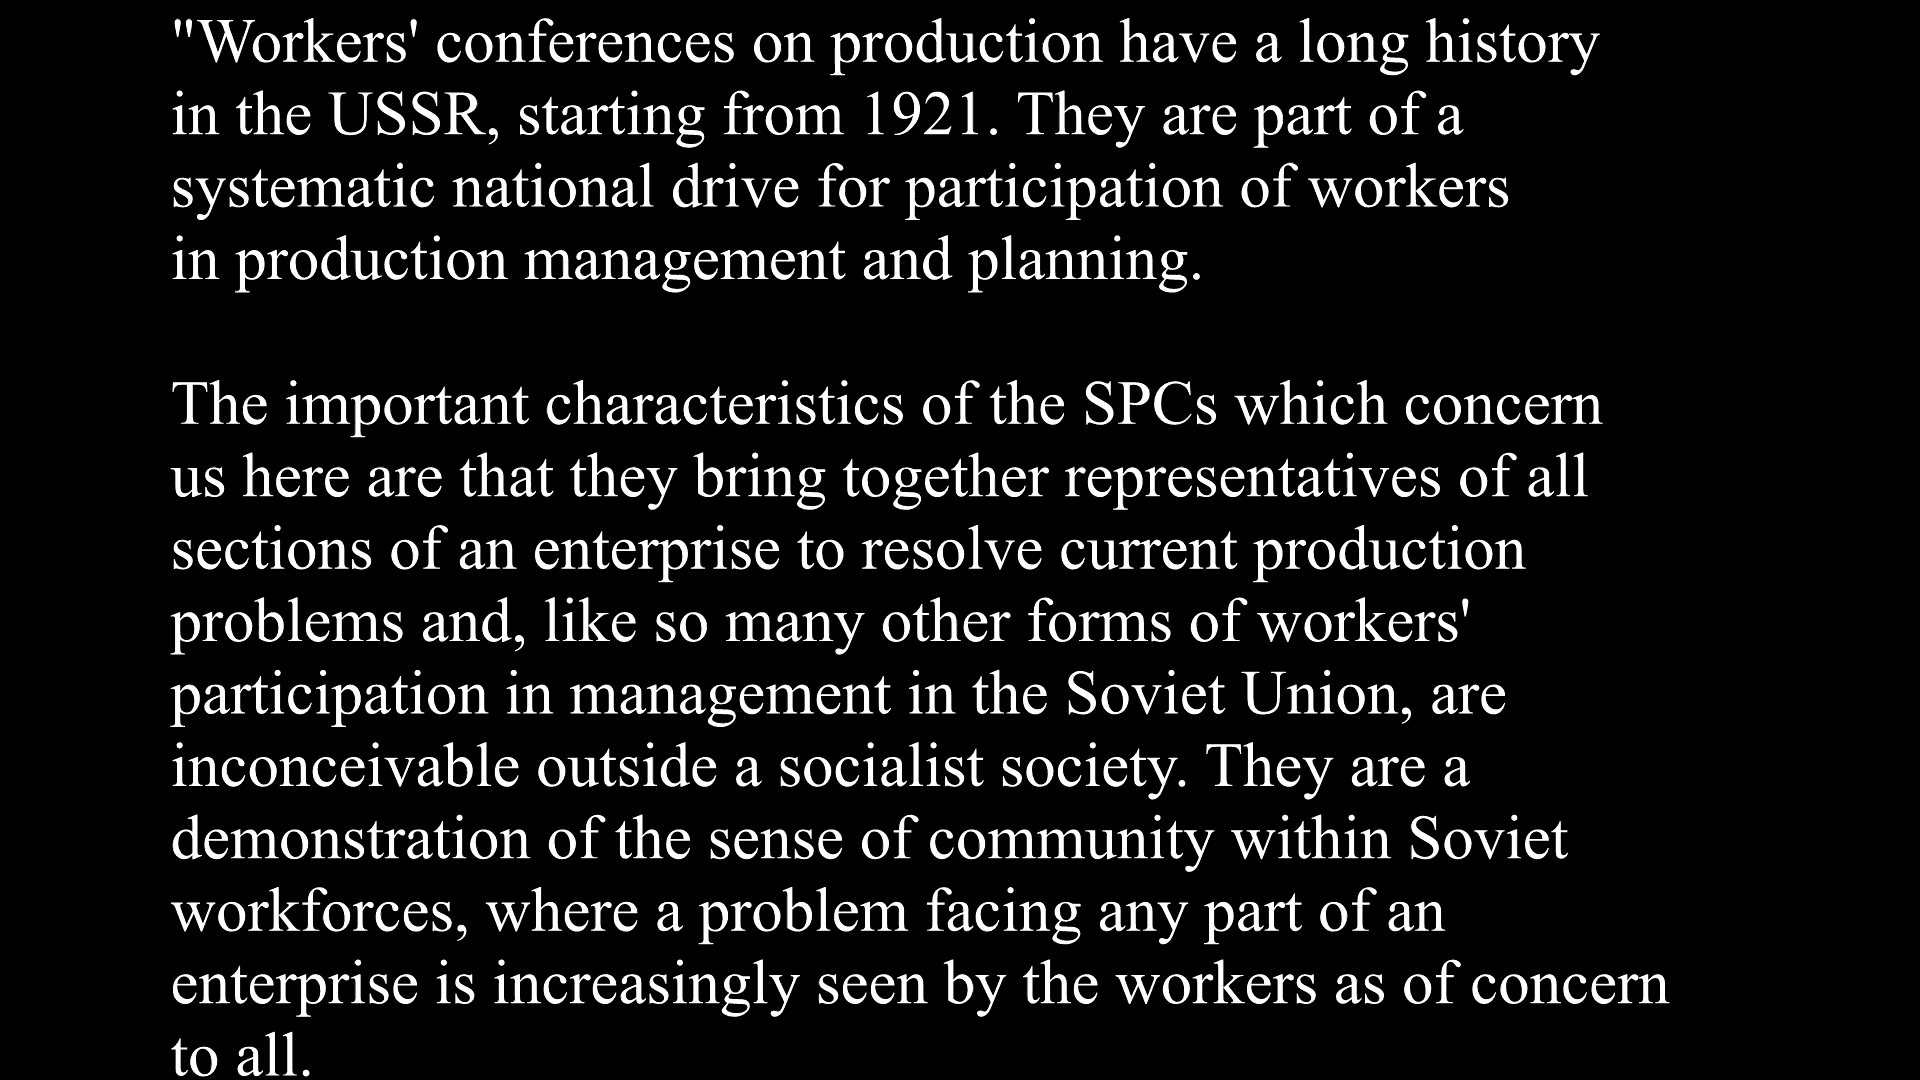 "Workers' conferences on production have a long history
in the USSR, starting from 1921. They are part of a
systematic national drive for participation of workers
in production management and planning.
The important characteristics of the SPCs which concern
us here are that they bring together representatives of all
sections of an enterprise to resolve current production
problems and, like so many other forms of workers'
participation in management in the Soviet Union, are
inconceivable outside a socialist society. They are a
demonstration of the sense of community within Soviet
workforces, where a problem facing any part of an
enterprise is increasingly seen by the workers as of concern
to all.